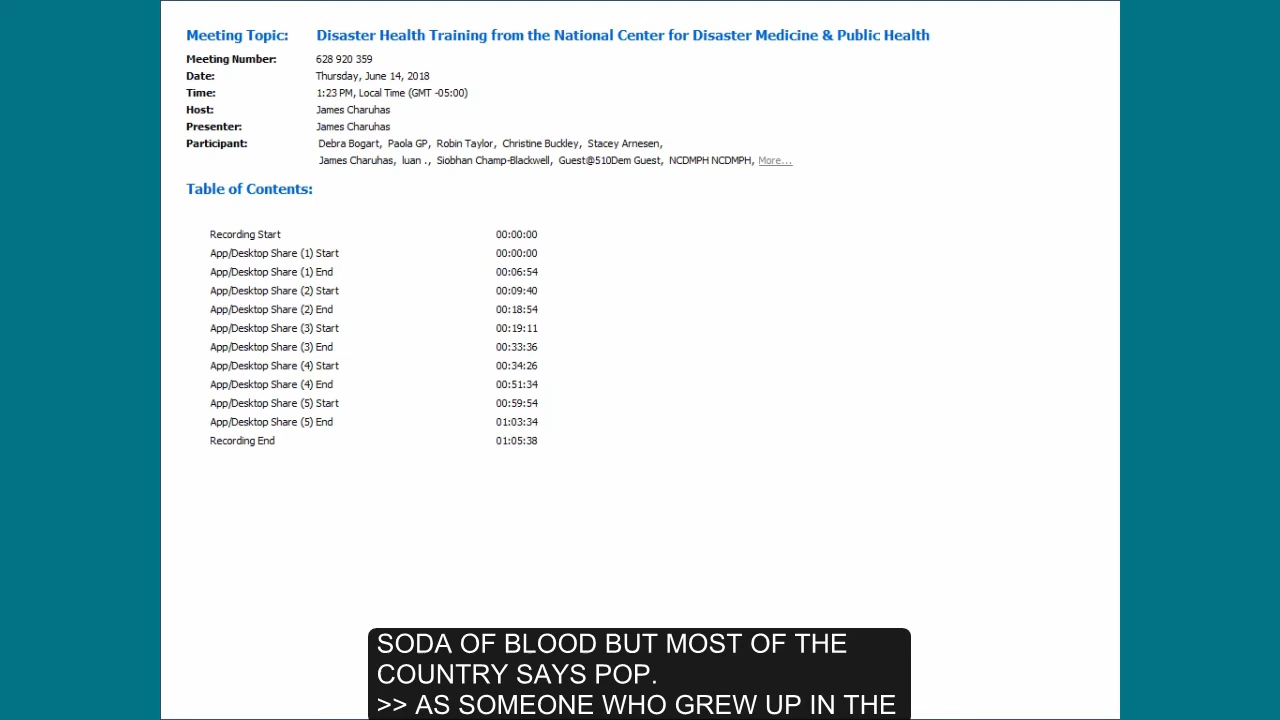 Meeting Topic: Disaster Health Training from the National Center for Disaster Medicine & Public Health
Meeting Number: 628 920 359
Date: Thursday, June 14, 2018
Time: 1:23 PM, Local Time (GMT -05:00)
Host: James Charuhas
Presenter: James Charuhas
Participant: Debra Bogart, Paola GP, Robin Taylor, Christine Buckley, Stacey Arnesen,
James Charuhas, luan ., Siobhan Champ-Blackwell, Guest@510Dem Guest, NCDMPH NCDMPH, More...
Table of Contents:
Recording Start 00:00:00
App/Desktop Share (1) Start 00:00:00
App/Desktop Share (1) End 00:06:54
App/Desktop Share (2) Start 00:09:40
App/Desktop Share (2) End 00:18:54
App/Desktop Share (3) Start 00:19:11
App/Desktop Share (3) End 00:33:36
App/Desktop Share (4) Start 00:34:26
App/Desktop Share (4) End 00:51:34
App/Desktop Share (5) Start 00:59:54
App/Desktop Share (5) End 01:03:34
Recording End 01:05:38
SODA OF BLOOD BUT MOST OF THE
COUNTRY SAYS POP.
>> AS SOMEONE WHO GREW UP IN THE